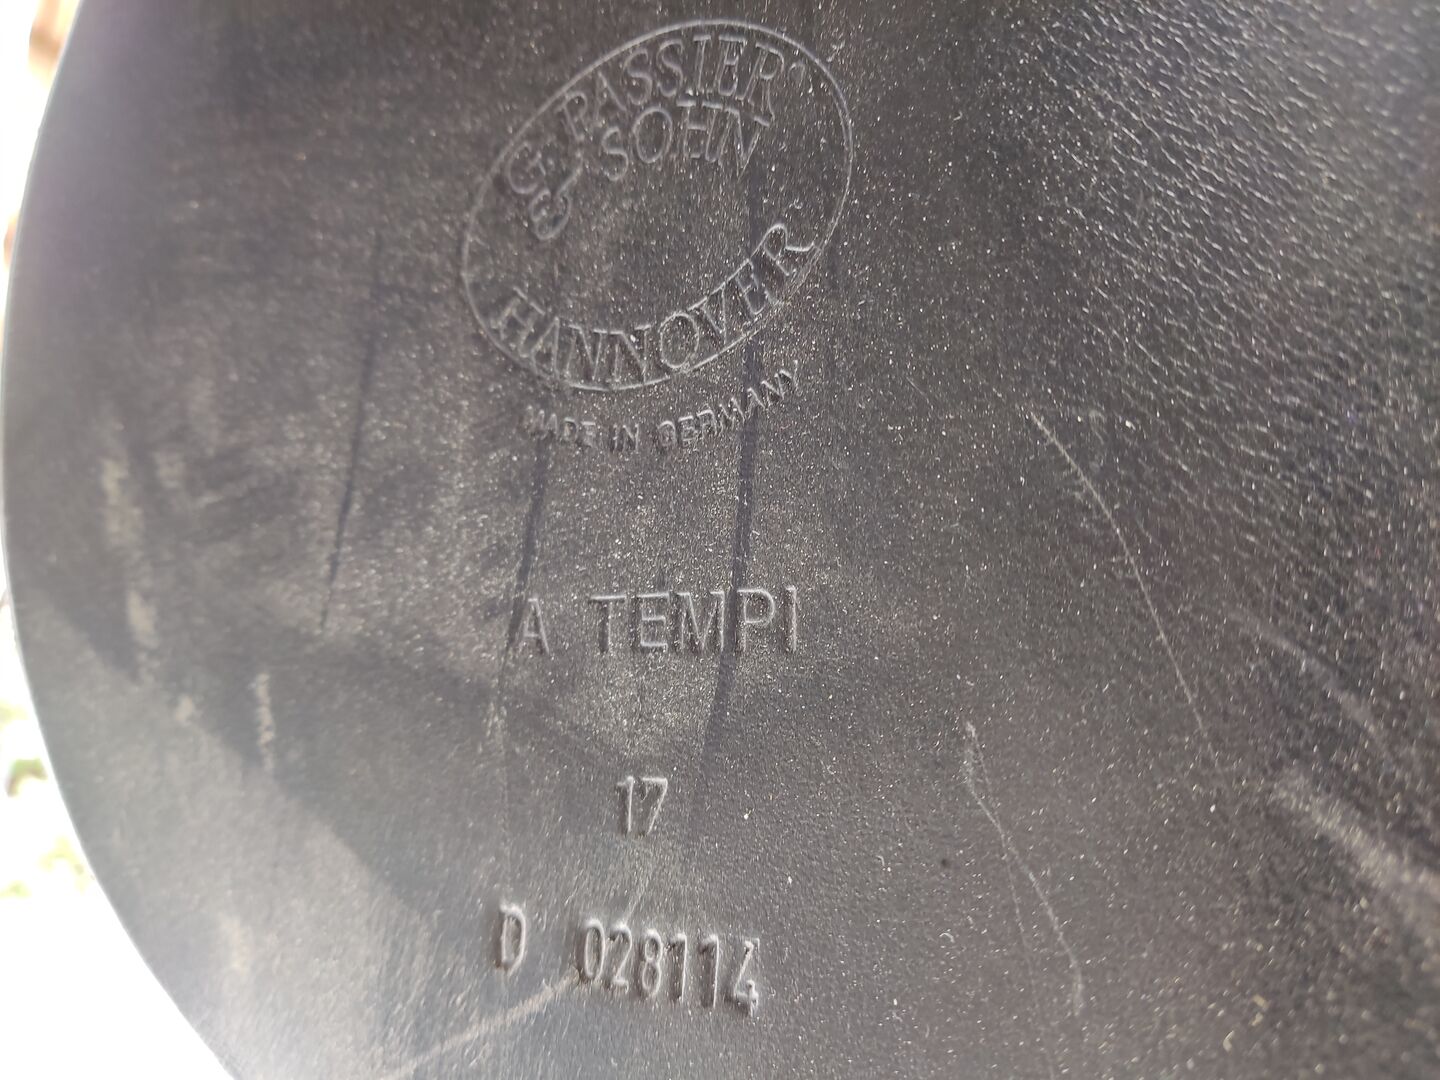 G. PASSIER
& SOHN
HANNOVER
MADE IN GERMANY
A TEMPI
17
D 028114